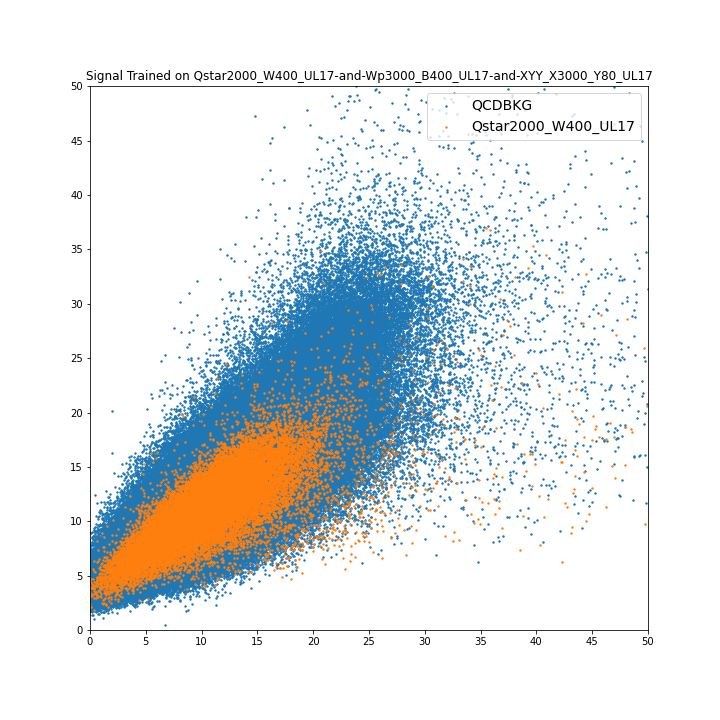 Signal Trained on Qstar2000_W400_UL17-and-Wp3000_B400_UL17-and-XYY_X3000_Y80_UL17
QCDBKG
Qstar2000_W400_UL17
50
45
40
35
30
25
20
15
10
5
0
0 5 10 15 20 25 30 35 40 45 50